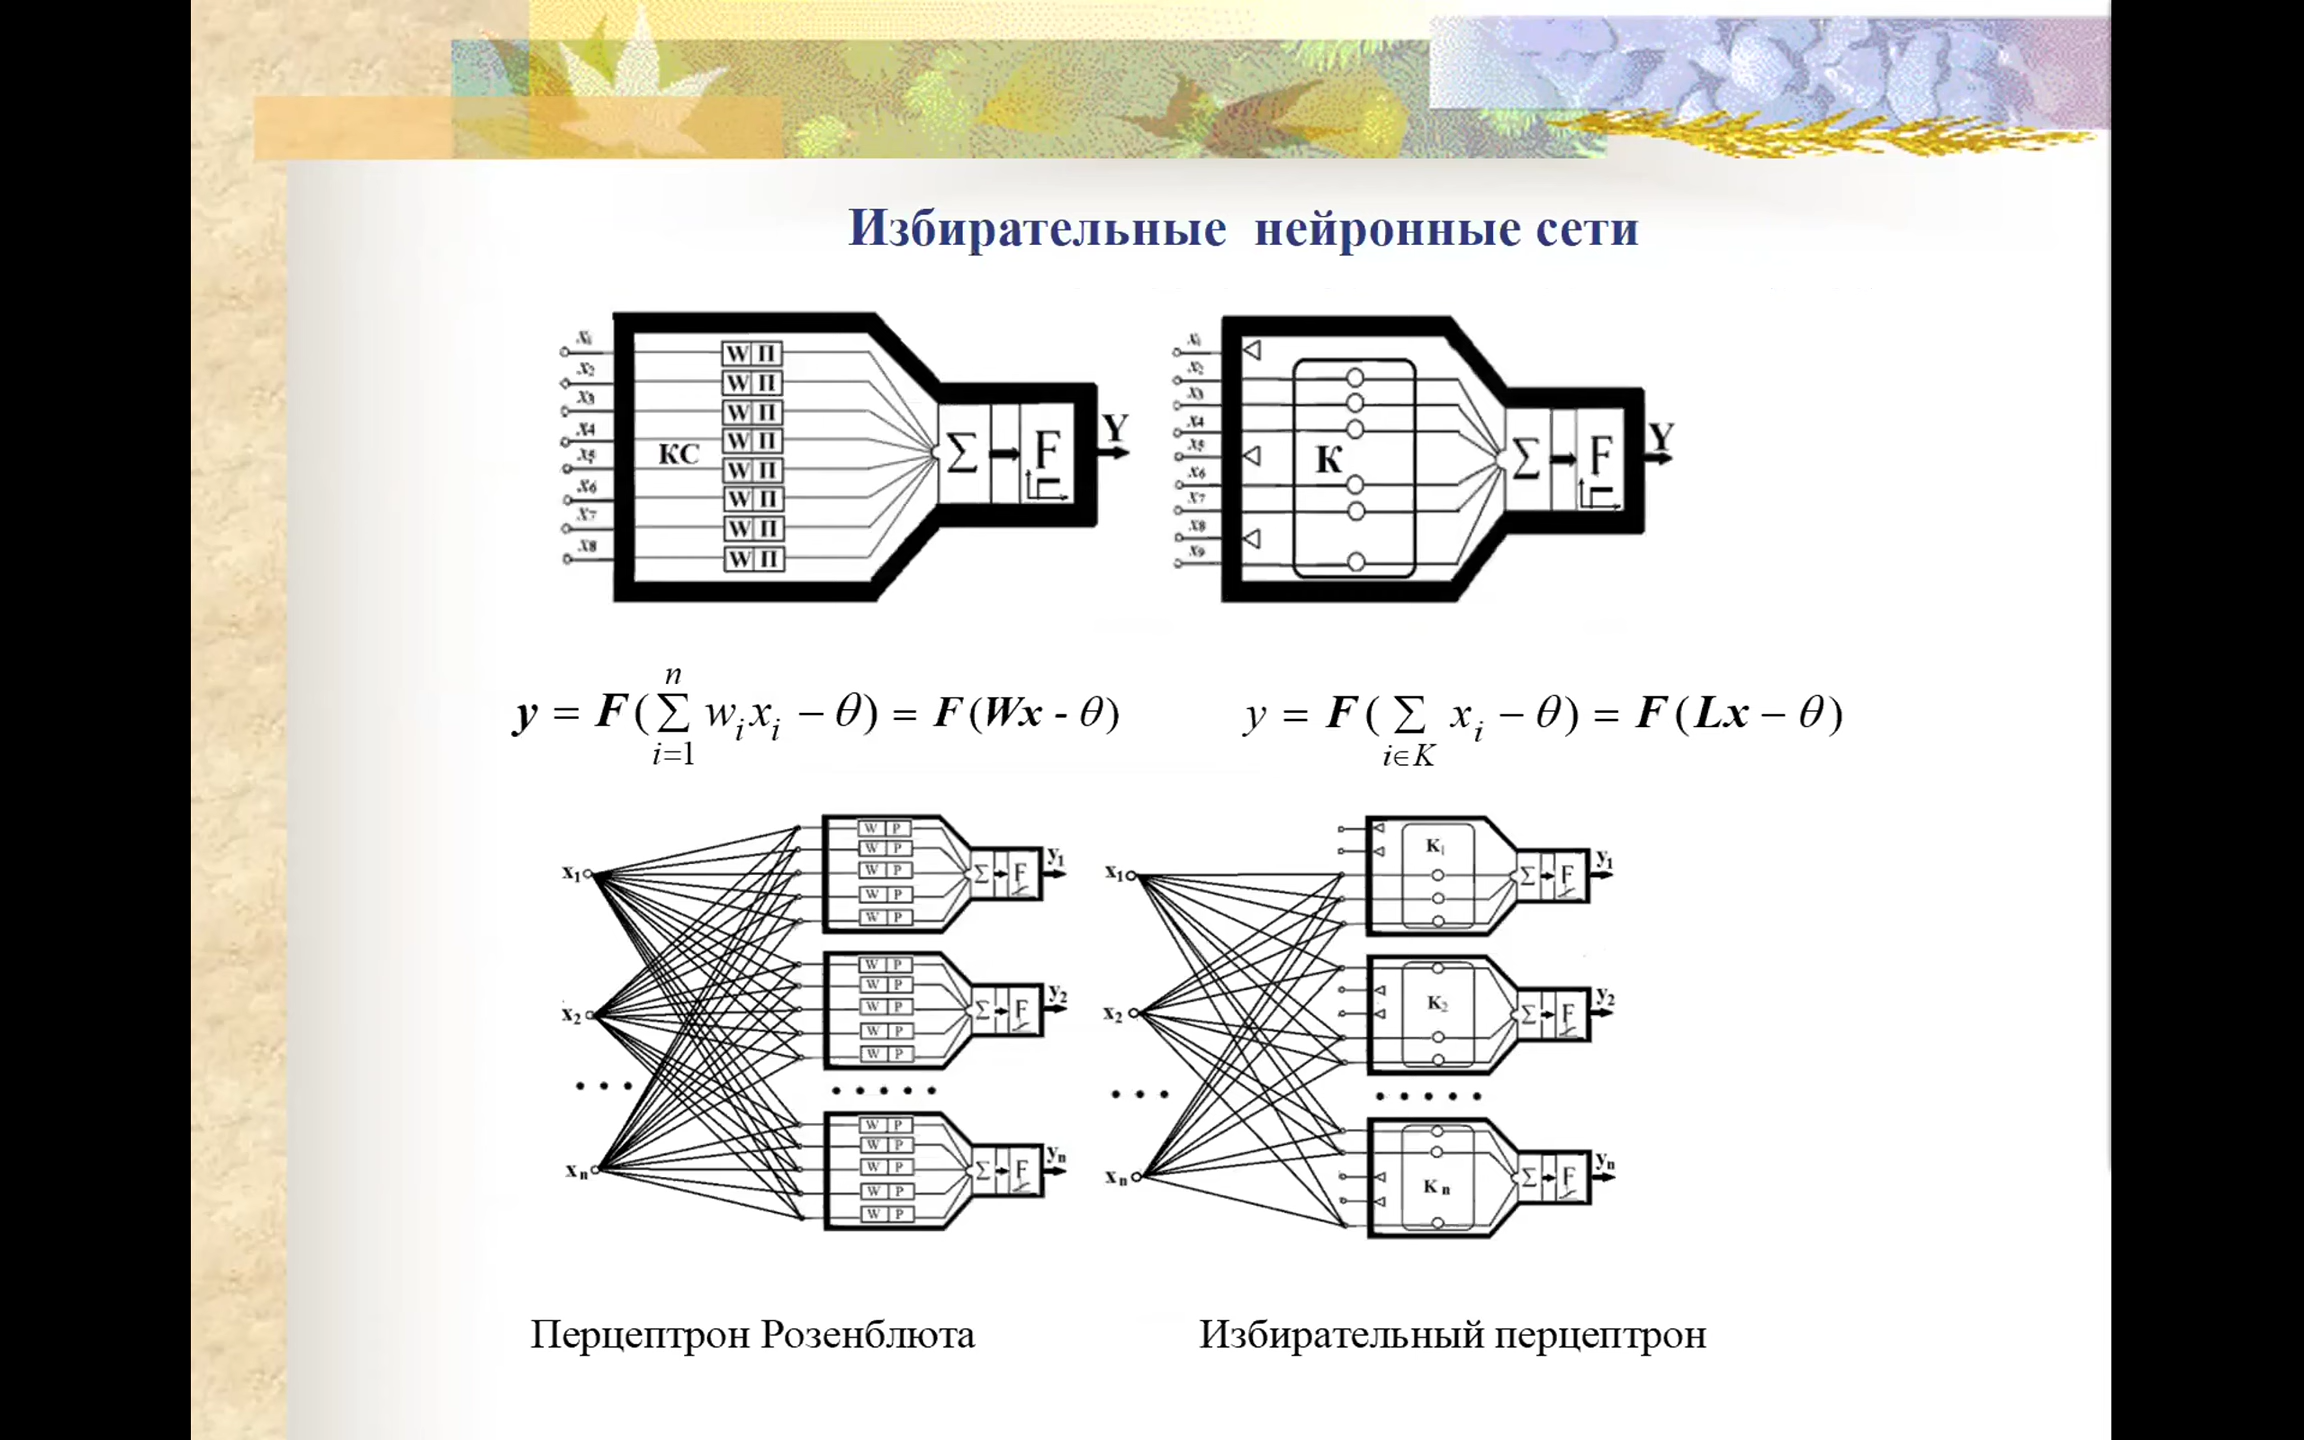 Избирательные нейронные сети
x₁
x₂
x₃
x₄
x₅
x₆
x₇
x₈
КС
W П
W П
W П
W П
W П
W П
W П
W П
Σ
F
Y
x₁
x₂
x₃
x₄
x₅
x₆
x₇
x₈
x₉
К
Σ
F
Y
y = F(∑ᵢ₌₁ⁿ wᵢxᵢ − θ) = F(Wx - θ)
y = F(∑ᵢ∈K xᵢ − θ) = F(Lx − θ)
x₁
x₂
• • •
xₙ
W P
W P
W P
W P
W P
Σ F
y₁
W P
W P
W P
W P
W P
Σ F
y₂
• • • • •
W P
W P
W P
W P
W P
Σ F
yₙ
x₁
x₂
• • •
xₙ
K₁
Σ F
y₁
K₂
Σ F
y₂
• • • • •
Kₙ
Σ F
yₙ
Перцептрон Розенблюта
Избирательный перцептрон